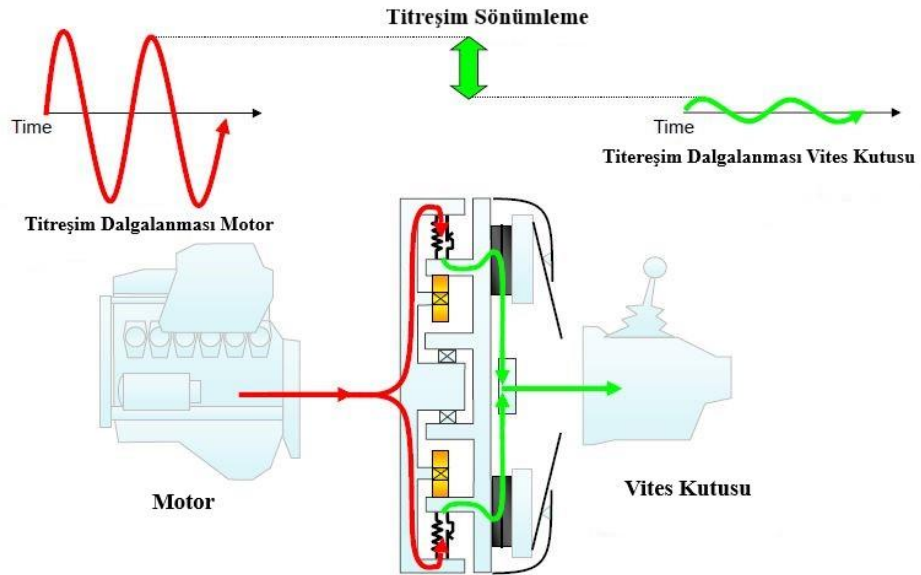 Titreşim Sönümleme
Time
Time
Titreşim Dalgalanması Motor
Titereşim Dalgalanması Vites Kutusu
Motor
Vites Kutusu